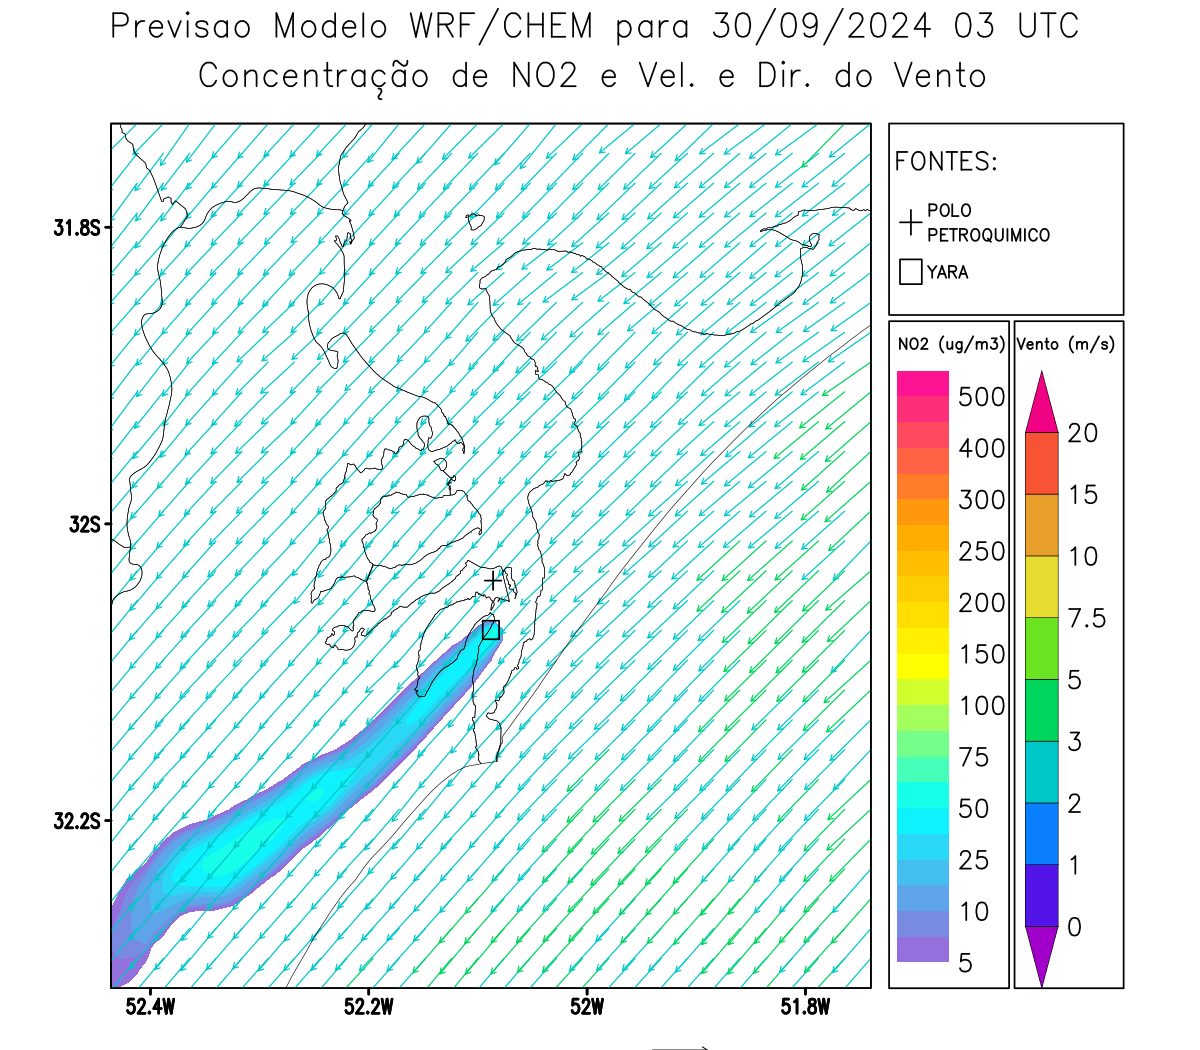 Previsao Modelo WRF/CHEM para 30/09/2024 03 UTC
Concentração de NO2 e Vel. e Dir. do Vento
31.8S
32S
32.2S
52.4W
52.2W
52W
51.8W
FONTES:
POLO
PETROQUIMICO
YARA
NO2 (ug/m3)
500
400
300
250
200
150
100
75
50
25
10
5
Vento (m/s)
20
15
10
7.5
5
3
2
1
0